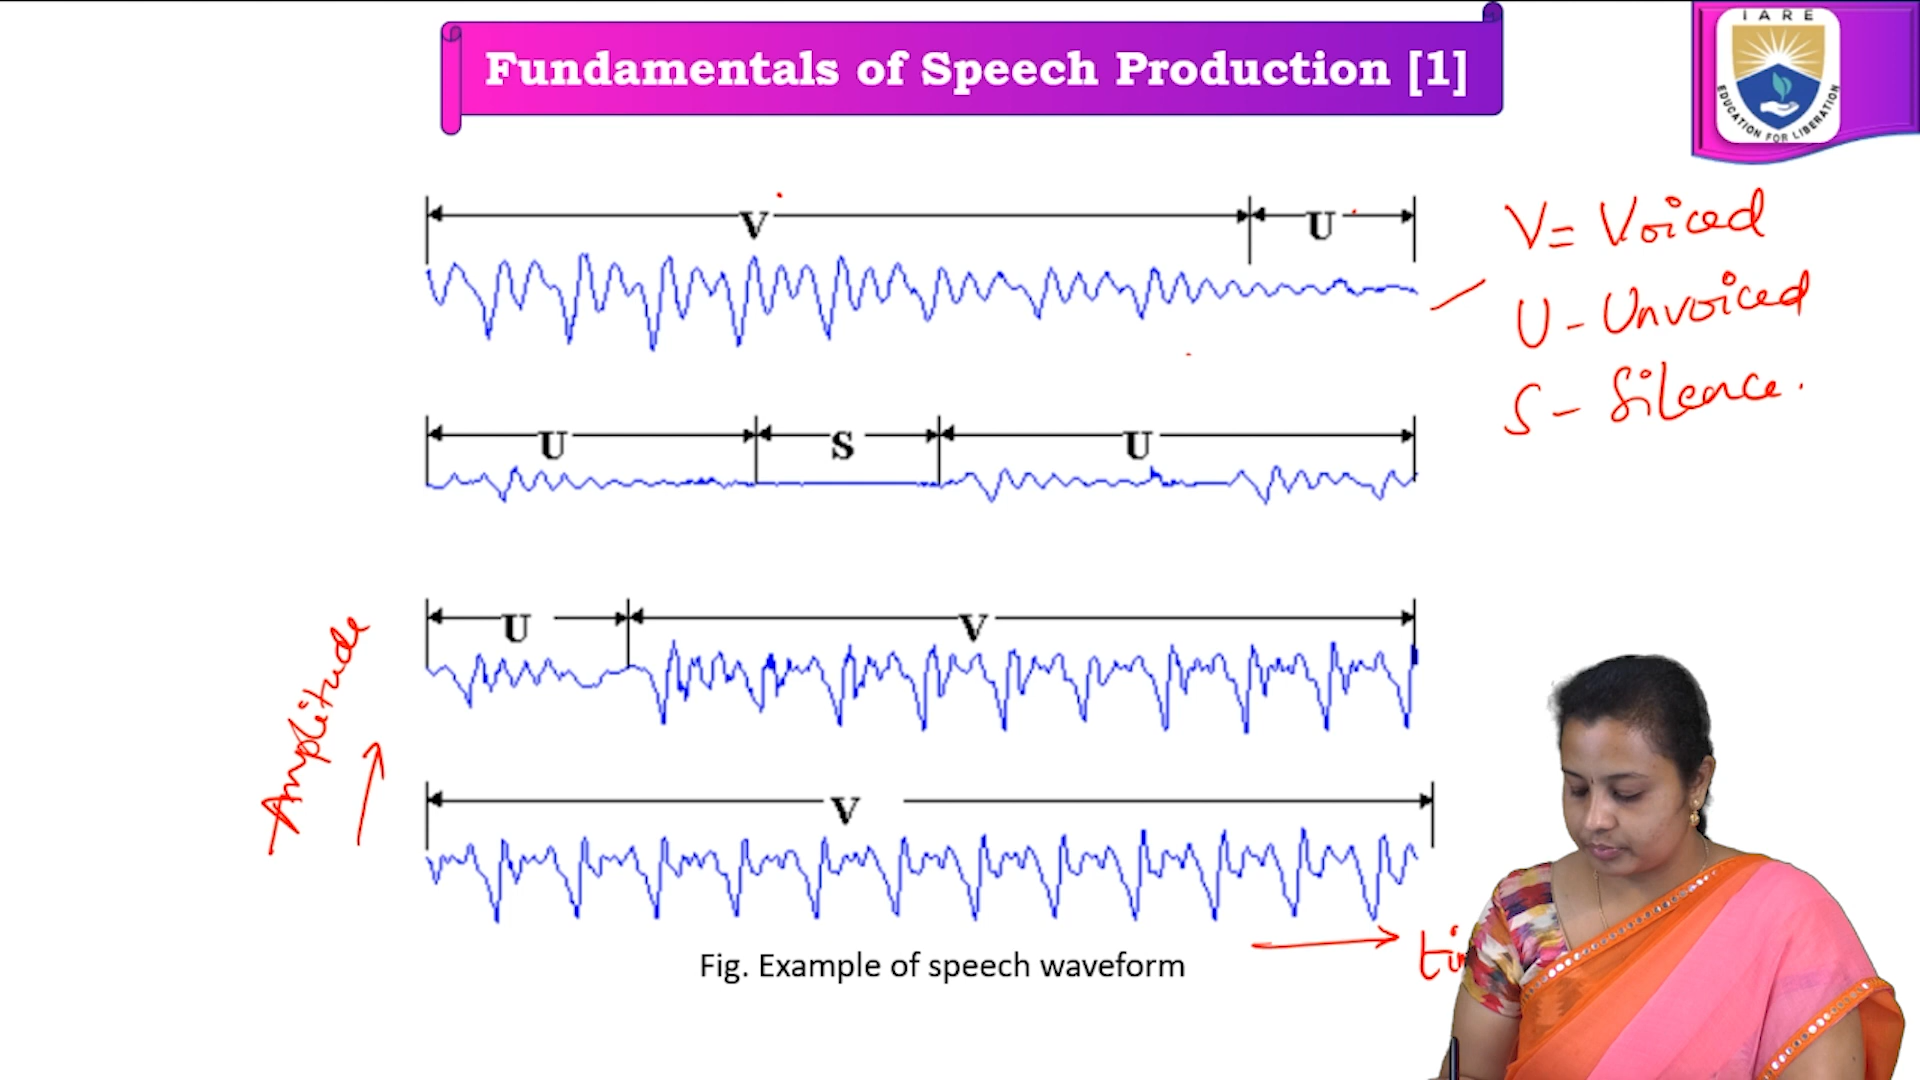 Fundamentals of Speech Production [1]
IARE
EDUCATION FOR LIBERATION
V U
V= Voiced
U - Unvoiced
S - Silence.
U S U
U V
Amplitude
V
Fig. Example of speech waveform